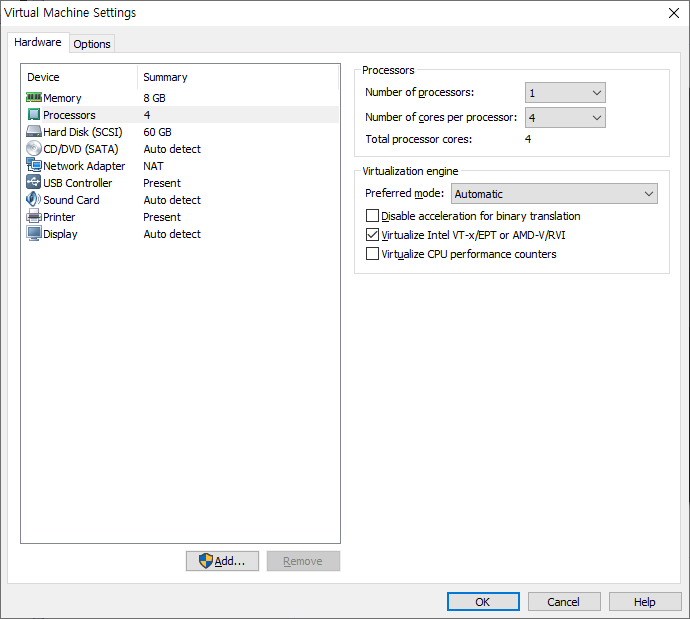 Virtual Machine Settings
Hardware Options
Device Summary
Memory 8 GB
Processors 4
Hard Disk (SCSI) 60 GB
CD/DVD (SATA) Auto detect
Network Adapter NAT
USB Controller Present
Sound Card Auto detect
Printer Present
Display Auto detect
Add...
Remove
Processors
Number of processors: 1
Number of cores per processor: 4
Total processor cores: 4
Virtualization engine
Preferred mode: Automatic
Disable acceleration for binary translation
Virtualize Intel VT-x/EPT or AMD-V/RVI
Virtualize CPU performance counters
OK Cancel Help